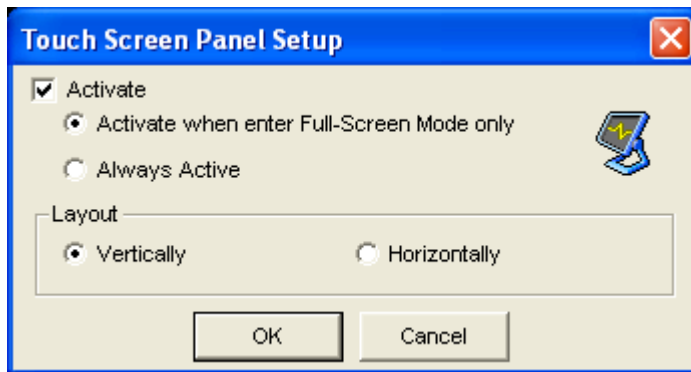 Touch Screen Panel Setup
Activate
Activate when enter Full-Screen Mode only
Always Active
Layout
Vertically Horizontally
OK Cancel